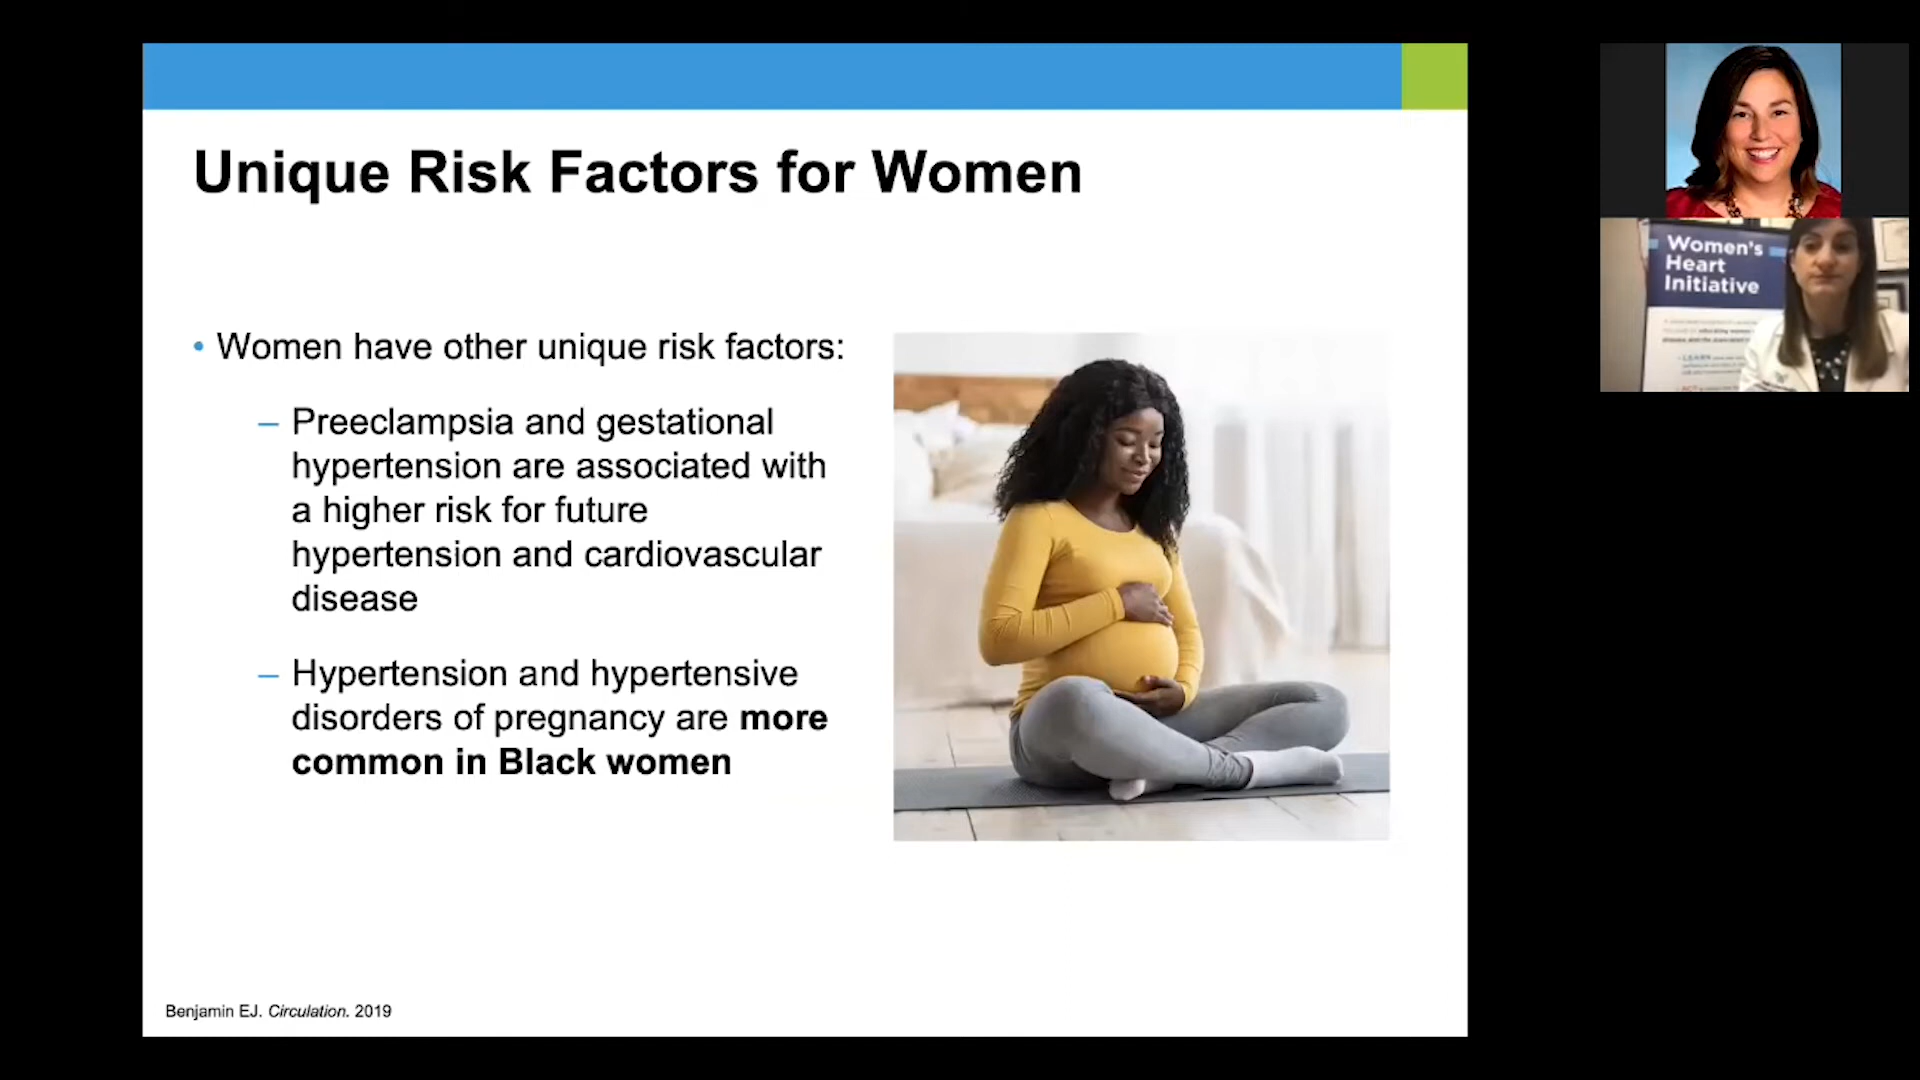 Unique Risk Factors for Women
• Women have other unique risk factors:
– Preeclampsia and gestational
hypertension are associated with
a higher risk for future
hypertension and cardiovascular
disease
– Hypertension and hypertensive
disorders of pregnancy are more
common in Black women
Benjamin EJ. Circulation. 2019
Women's
Heart
Initiative
LEARN
ACT